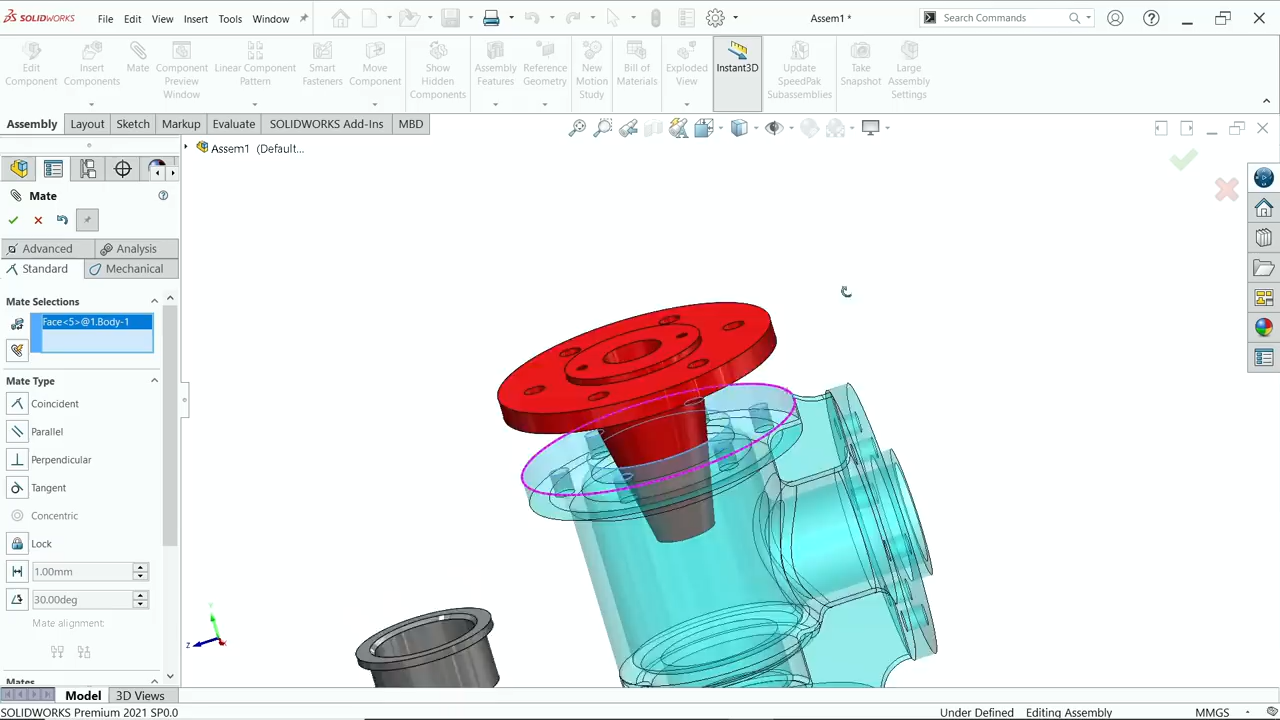 SOLIDWORKS File Edit View Insert Tools Window Assem1 * Search Commands
Edit Component
Insert Components
Mate
Component Preview Window
Linear Component Pattern
Smart Fasteners
Move Component
Show Hidden Components
Assembly Features
Reference Geometry
New Motion Study
Bill of Materials
Exploded View
Instant3D
Update SpeedPak Subassemblies
Take Snapshot
Large Assembly Settings
Assembly Layout Sketch Markup Evaluate SOLIDWORKS Add-Ins MBD
Assem1 (Default...
Mate
Advanced Analysis
Standard Mechanical
Mate Selections
Face<5>@1.Body-1
Mate Type
Coincident
Parallel
Perpendicular
Tangent
Concentric
Lock
1.00mm
30.00deg
Mate alignment:
Mates
Y
Z
X
Model 3D Views
SOLIDWORKS Premium 2021 SP0.0 Under Defined Editing Assembly MMGS